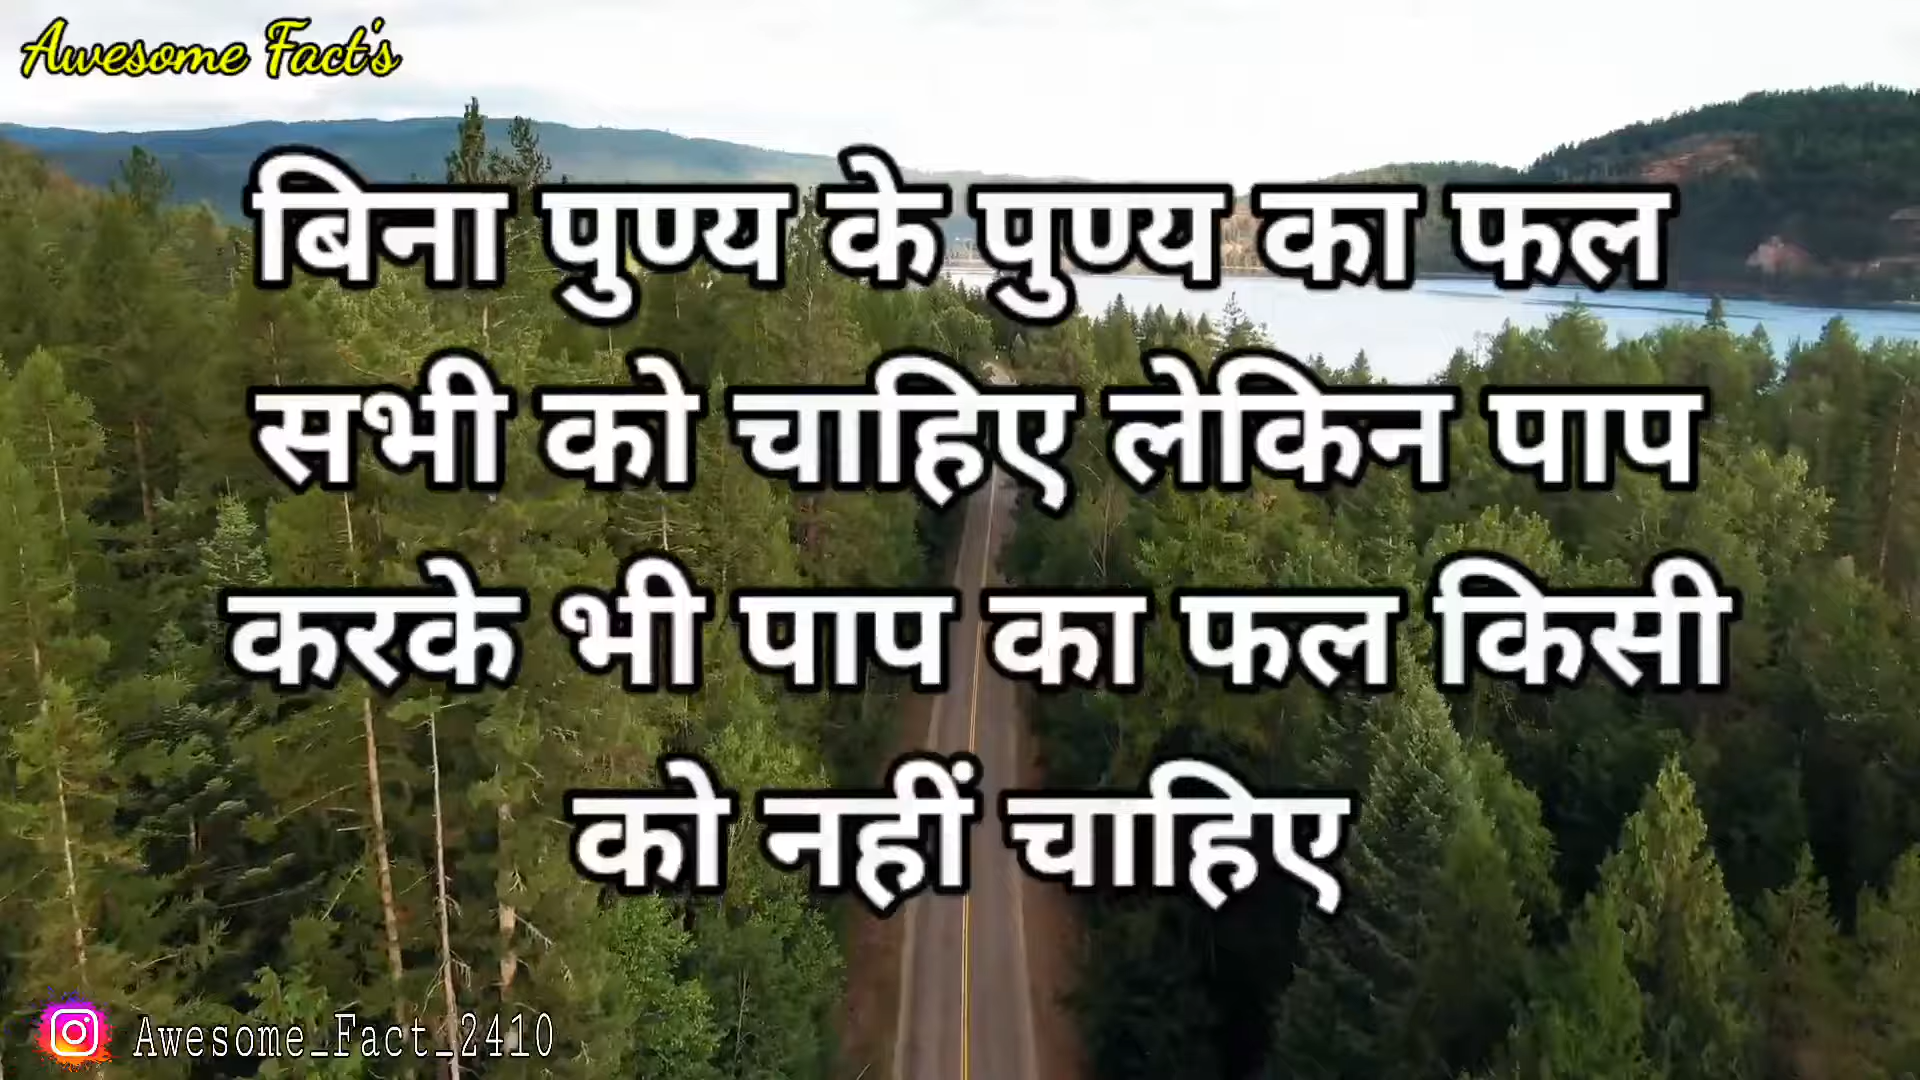 Awesome Fact's
बिना पुण्य के पुण्य का फल
सभी को चाहिए लेकिन पाप
करके भी पाप का फल किसी
को नहीं चाहिए
Awesome_Fact_2410